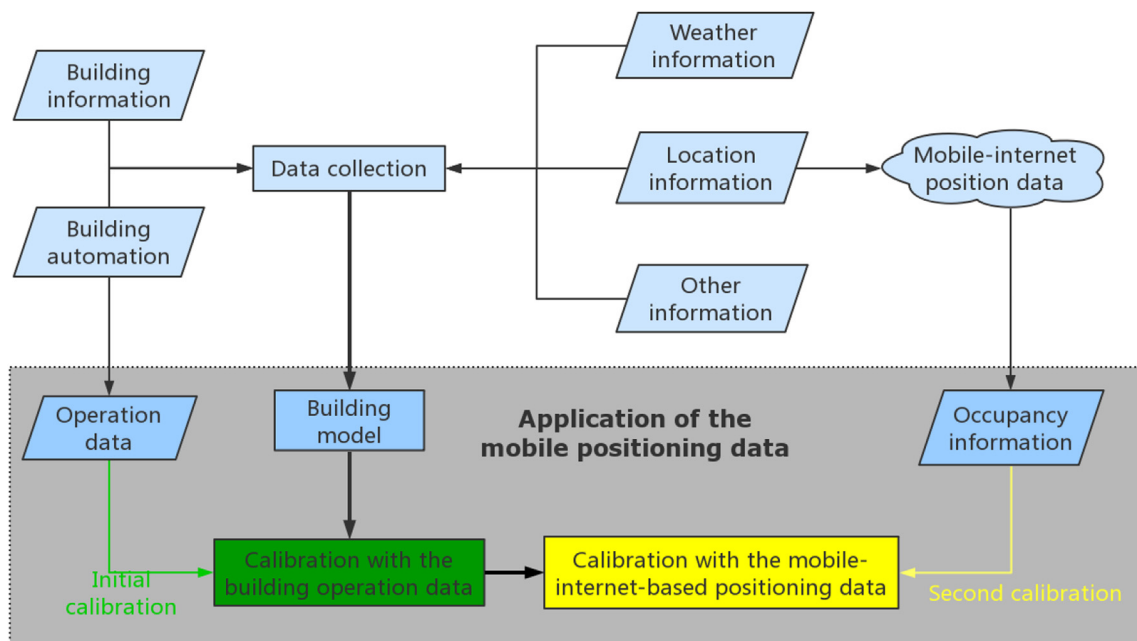 Weather
information
Building
information
Data collection
Location
information
Mobile-internet
position data
Building
automation
Other
information
Operation
data
Building
model
Application of the
mobile positioning data
Occupancy
information
Initial
calibration
Calibration with the
building operation data
Calibration with the mobile-
internet-based positioning data
Second calibration